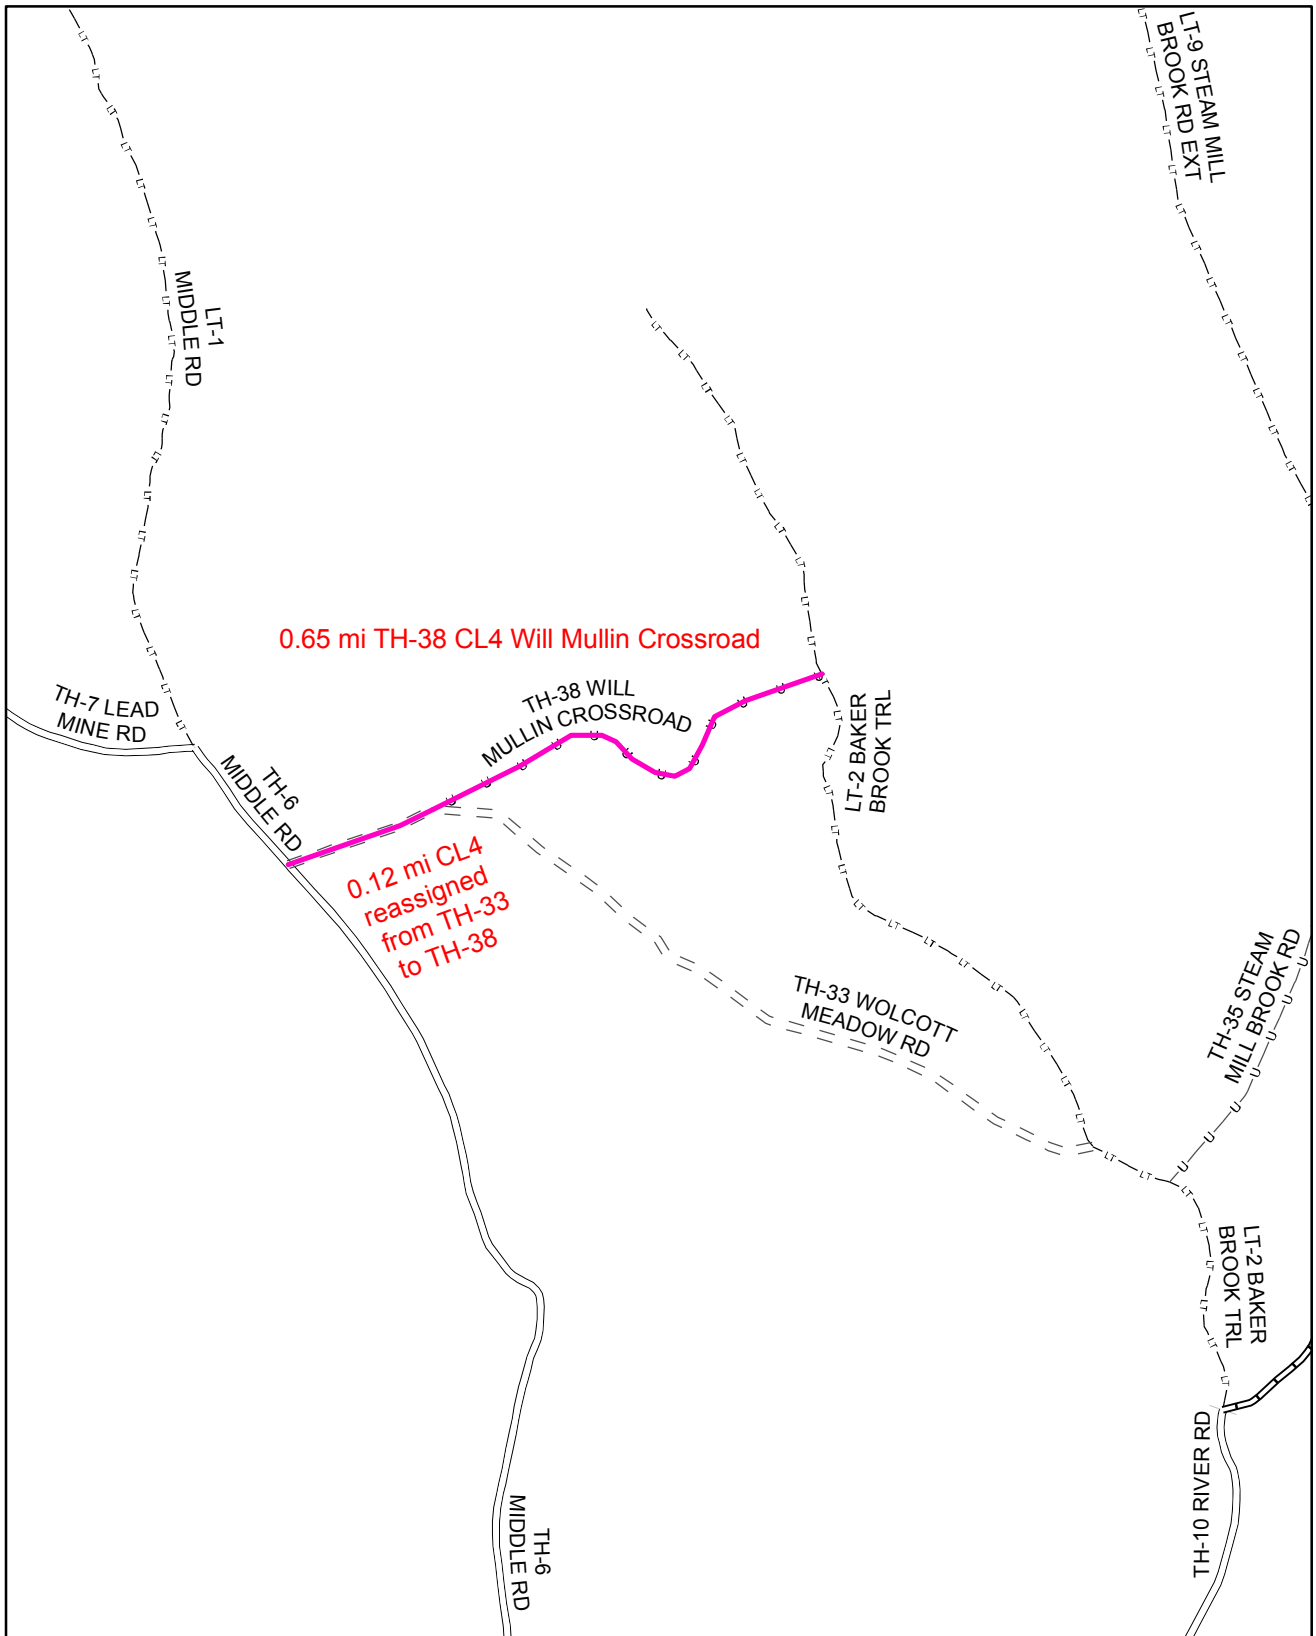 LT-9 STEAM MILL
BROOK RD EXT
LT-1
MIDDLE RD
0.65 mi TH-38 CL4 Will Mullin Crossroad
TH-38 WILL
MULLIN CROSSROAD
TH-7 LEAD
MINE RD
LT-2 BAKER
BROOK TRL
TH-6
MIDDLE RD
0.12 mi CL4
reassigned
from TH-33
to TH-38
TH-33 WOLCOTT
MEADOW RD
TH-35 STEAM
MILL BROOK RD
LT-2 BAKER
BROOK TRL
TH-10 RIVER RD
TH-6
MIDDLE RD